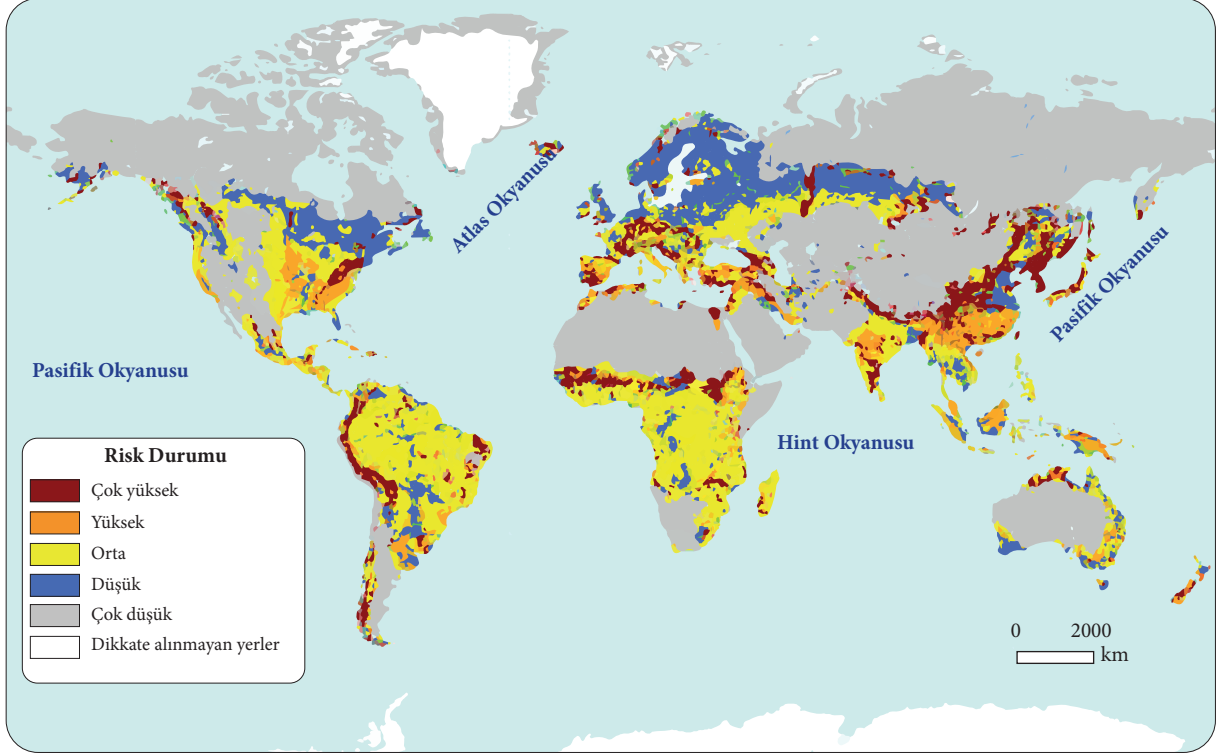 Atlas Okyanusu
Pasifik Okyanusu
Pasifik Okyanusu
Hint Okyanusu
Risk Durumu
Çok yüksek
Yüksek
Orta
Düşük
Çok düşük
Dikkate alınmayan yerler
0 2000
km